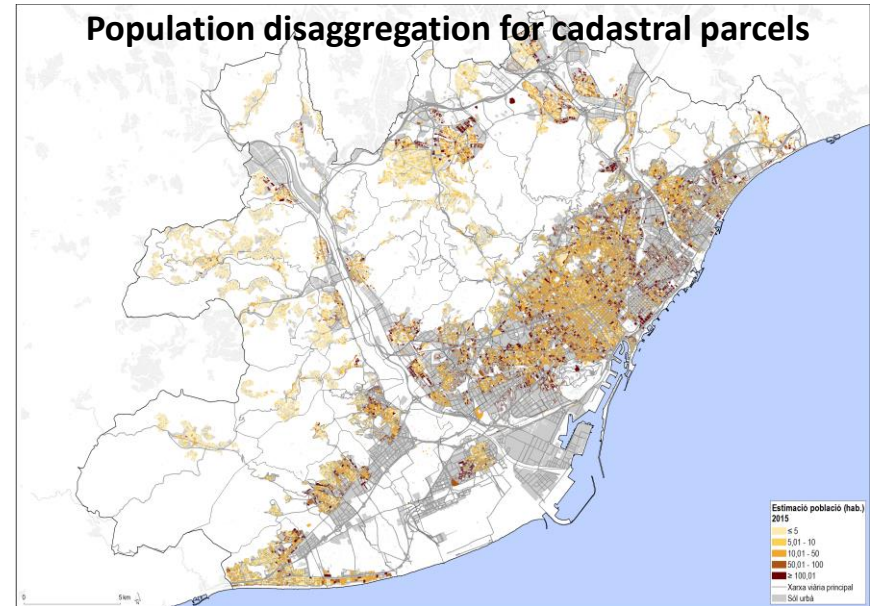 Population disaggregation for cadastral parcels
Estimació població (hab.)
2015
≤ 5
5,01 - 10
10,01 - 50
50,01 - 100
≥ 100,01
Xarxa viària principal
Sòl urbà
0 5 km